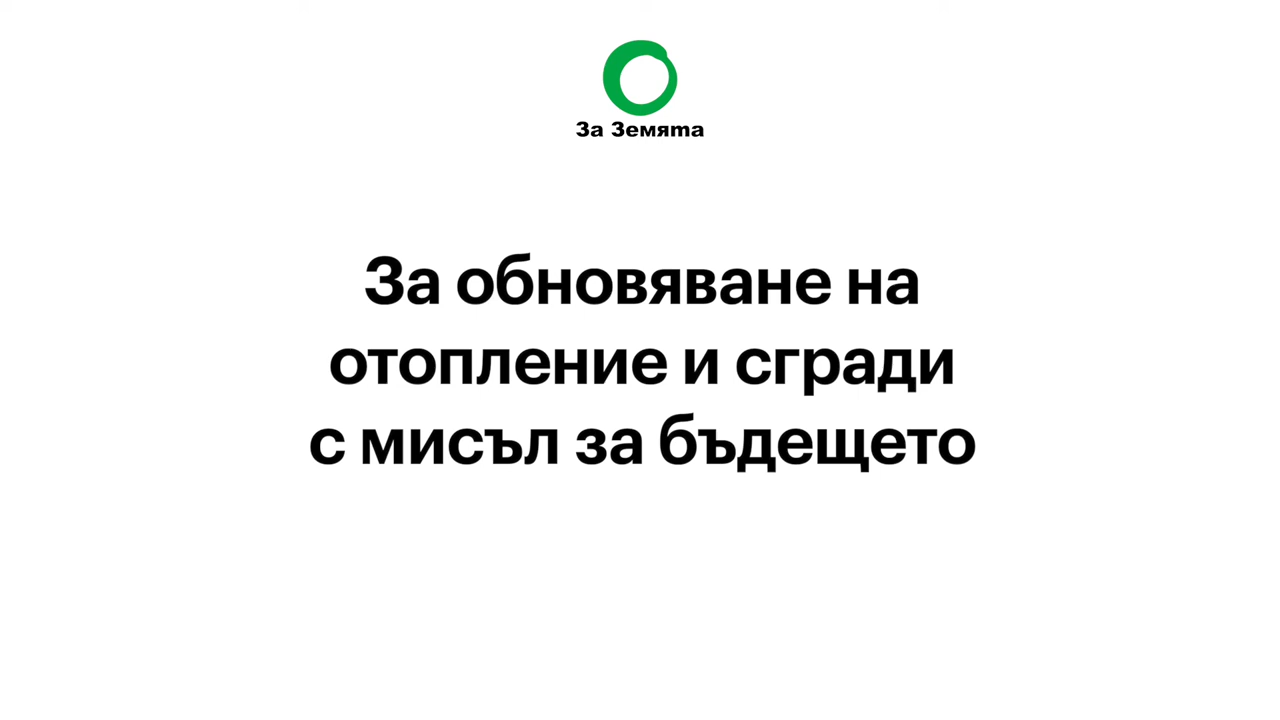 За Земята
За обновяване на
отопление и сгради
с мисъл за бъдещето